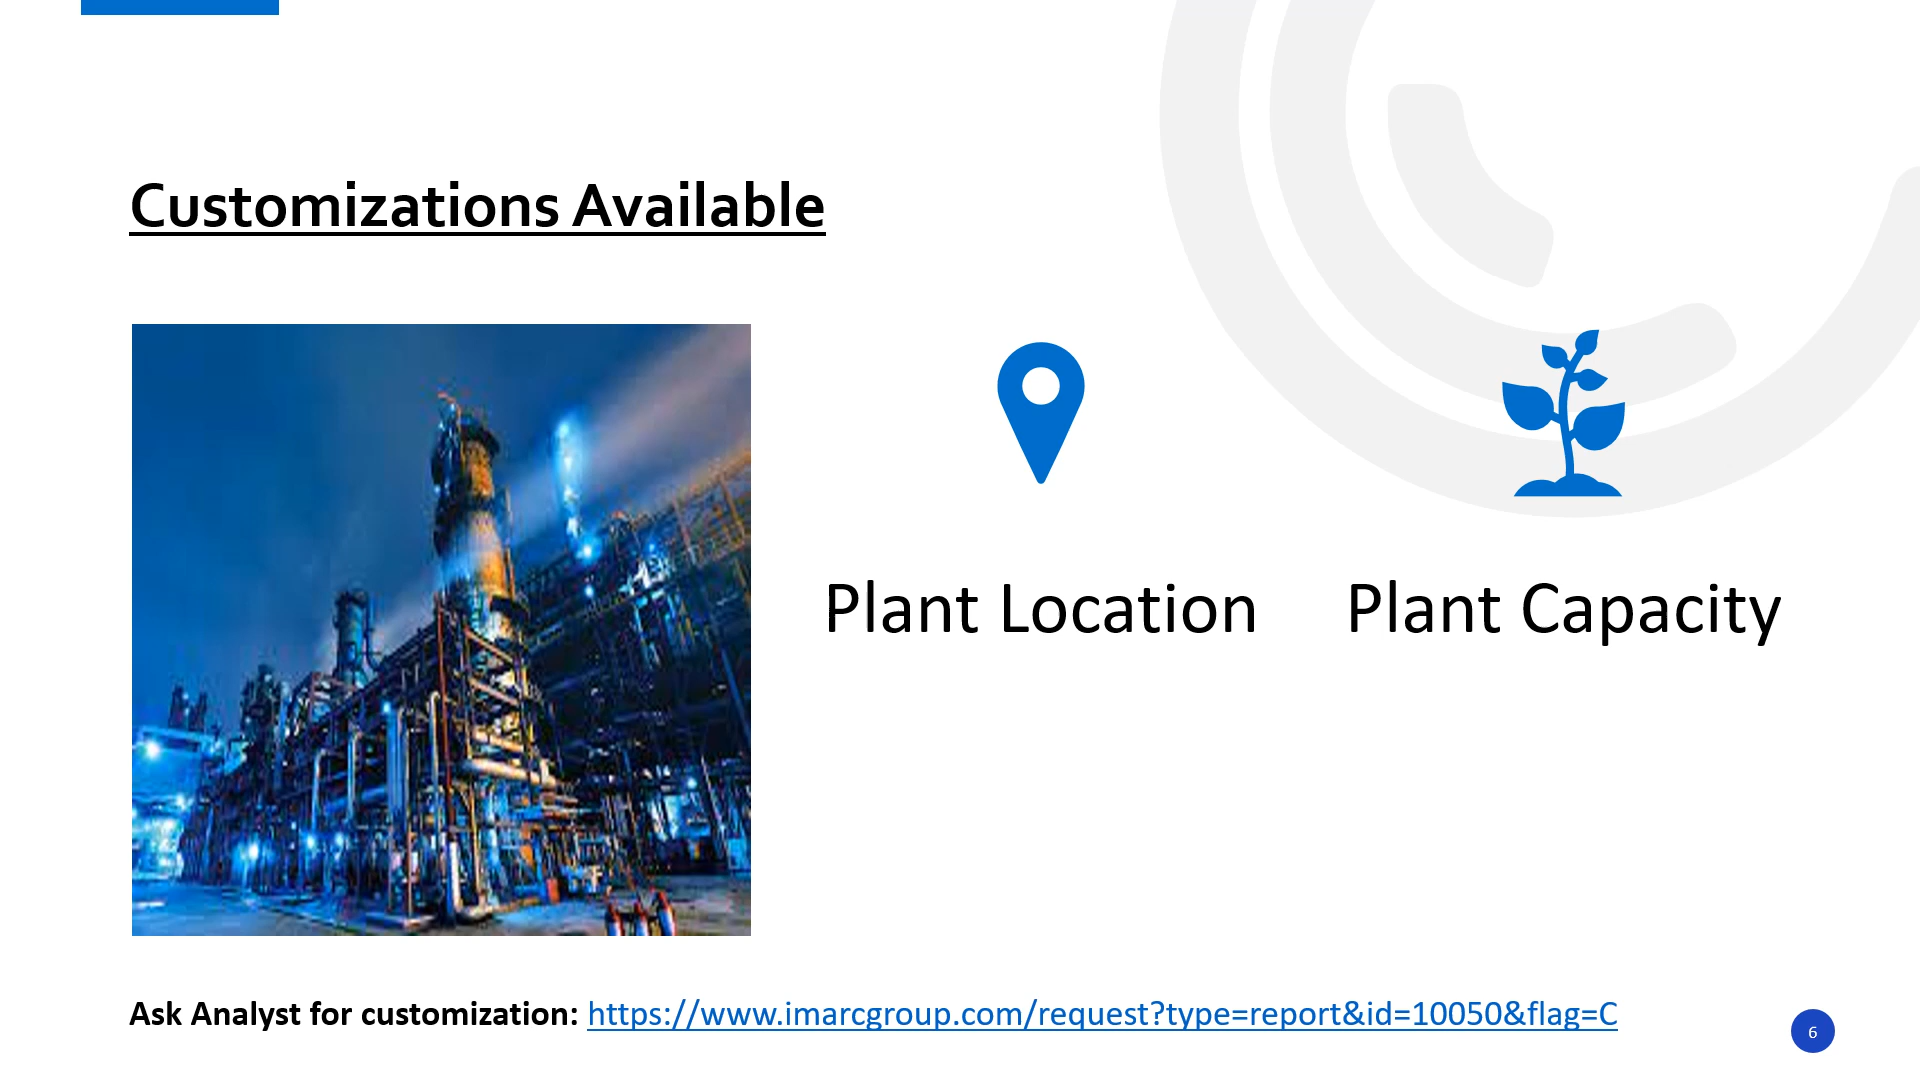 Customizations Available
Plant Location
Plant Capacity
Ask Analyst for customization: https://www.imarcgroup.com/request?type=report&id=10050&flag=C
6